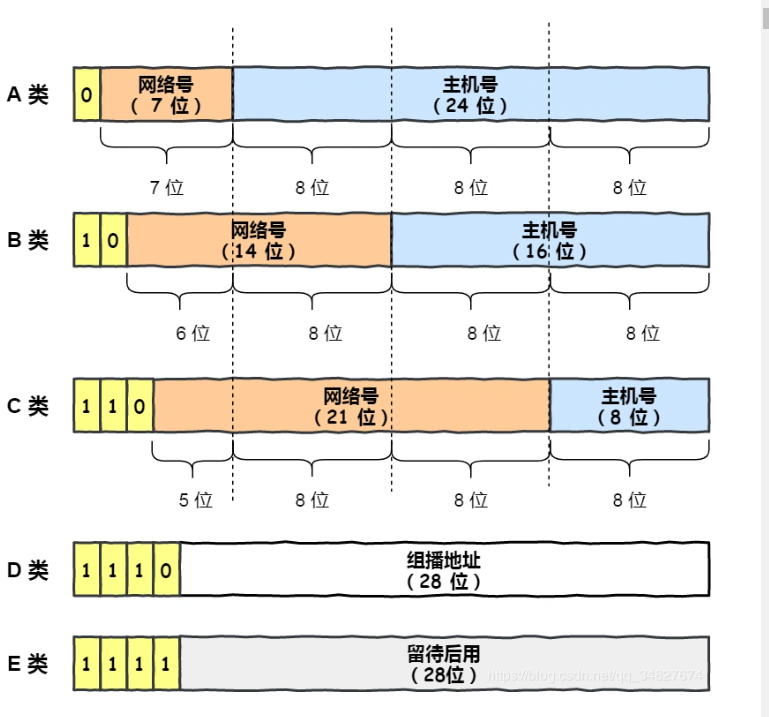 A 类
0
网络号
( 7 位 )
主机号
(24 位 )
7 位
8 位
8 位
8 位
B 类
1 0
网络号
(14 位 )
主机号
(16 位 )
6 位
8 位
8 位
8 位
C 类
1 1 0
网络号
(21 位 )
主机号
(8 位 )
5 位
8 位
8 位
8 位
D 类
1 1 1 0
组播地址
(28 位 )
E 类
1 1 1 1
留待后用
(28位 )
https://blog.csdn.net/qq_34827674